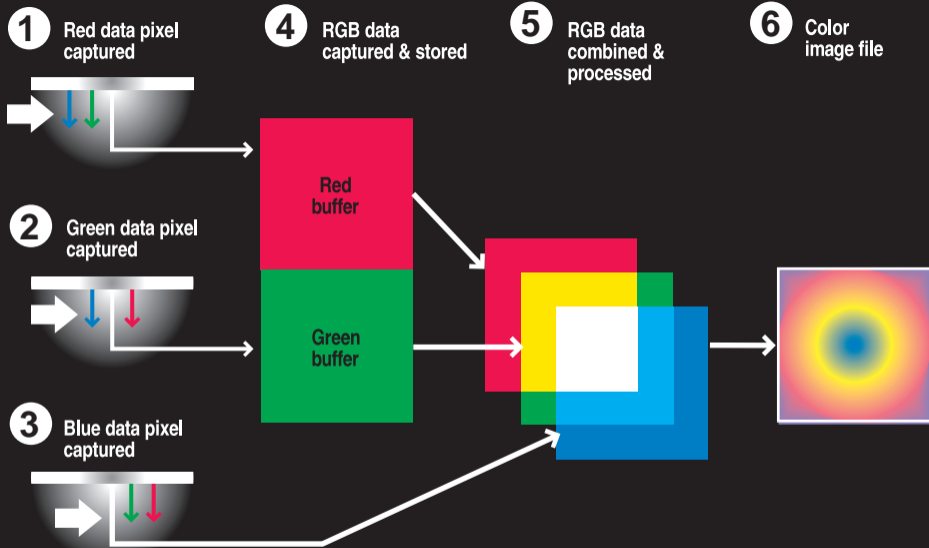 1
Red data pixel
captured
4
RGB data
captured & stored
5
RGB data
combined &
processed
6
Color
image file
Red
buffer
2
Green data pixel
captured
Green
buffer
3
Blue data pixel
captured